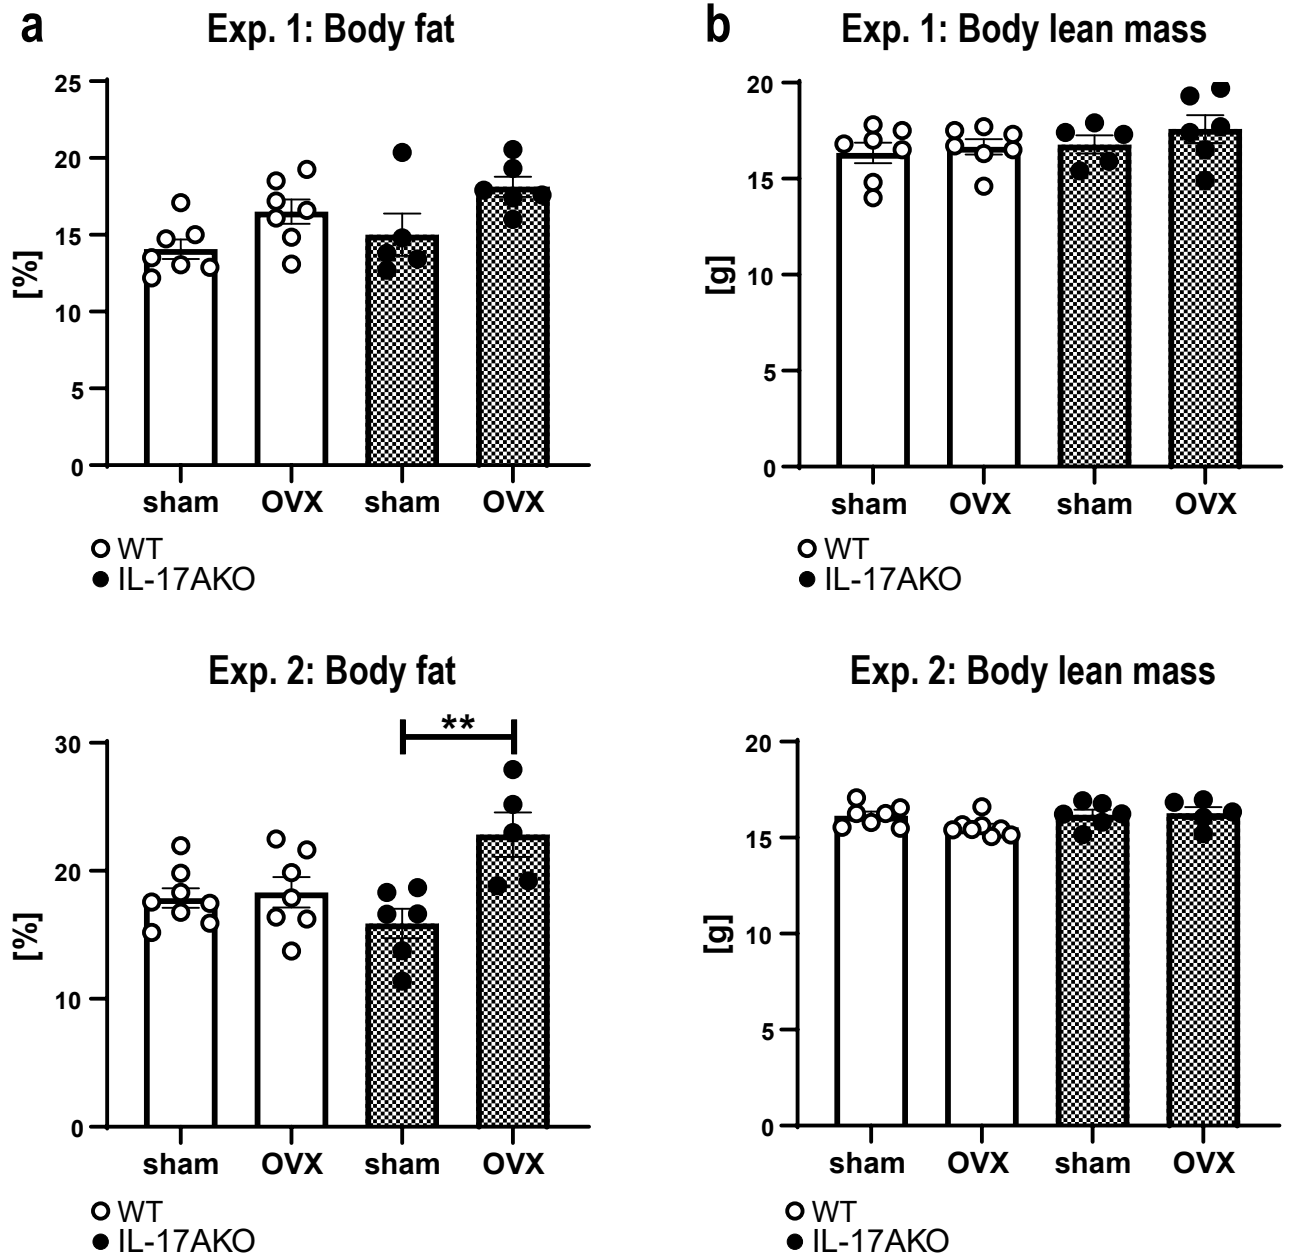 a
Exp. 1: Body fat
25
20
15
10
5
0
[%]
sham OVX sham OVX
WT
IL-17AKO
b
Exp. 1: Body lean mass
20
15
10
5
0
[g]
sham OVX sham OVX
WT
IL-17AKO
Exp. 2: Body fat
**
30
20
10
0
[%]
sham OVX sham OVX
WT
IL-17AKO
Exp. 2: Body lean mass
20
15
10
5
0
[g]
sham OVX sham OVX
WT
IL-17AKO